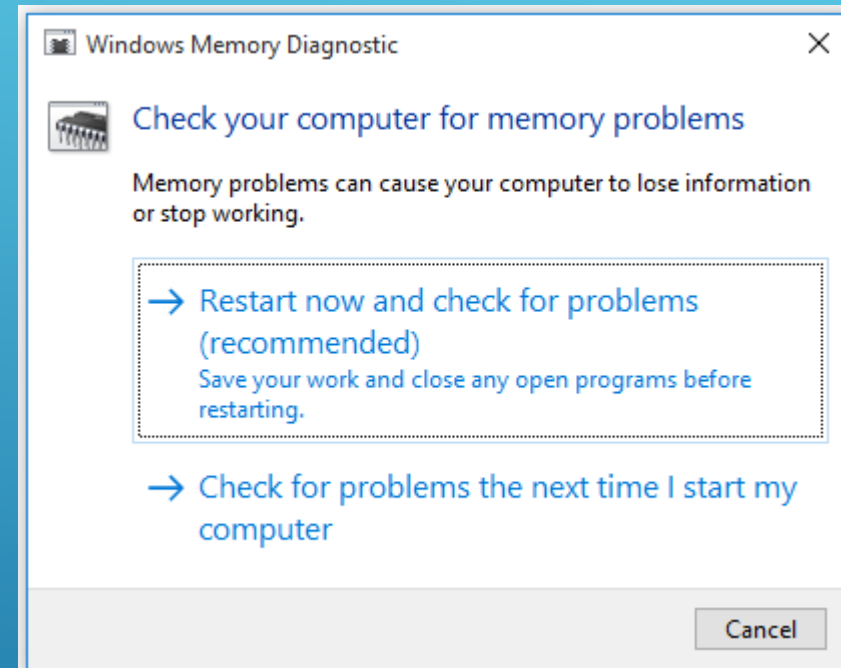 Windows Memory Diagnostic
Check your computer for memory problems
Memory problems can cause your computer to lose information
or stop working.
→ Restart now and check for problems
(recommended)
Save your work and close any open programs before
restarting.
→ Check for problems the next time I start my
computer
Cancel